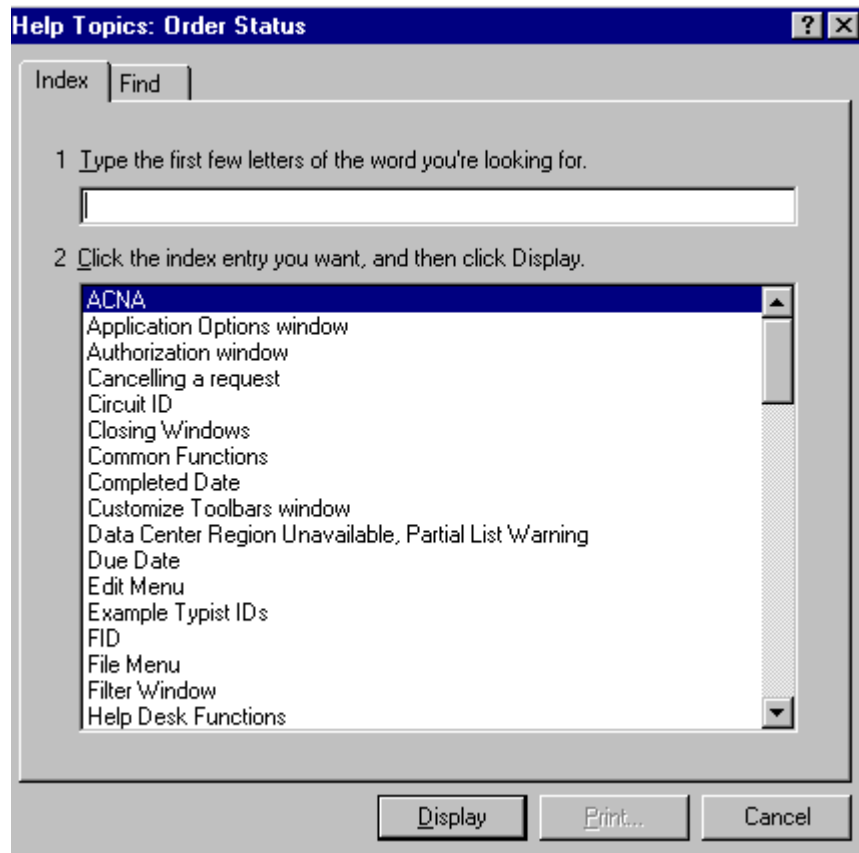 Help Topics: Order Status
Index Find
1 Type the first few letters of the word you're looking for.
2 Click the index entry you want, and then click Display.
ACNA
Application Options window
Authorization window
Cancelling a request
Circuit ID
Closing Windows
Common Functions
Completed Date
Customize Toolbars window
Data Center Region Unavailable, Partial List Warning
Due Date
Edit Menu
Example Typist IDs
FID
File Menu
Filter Window
Help Desk Functions
Display Print... Cancel